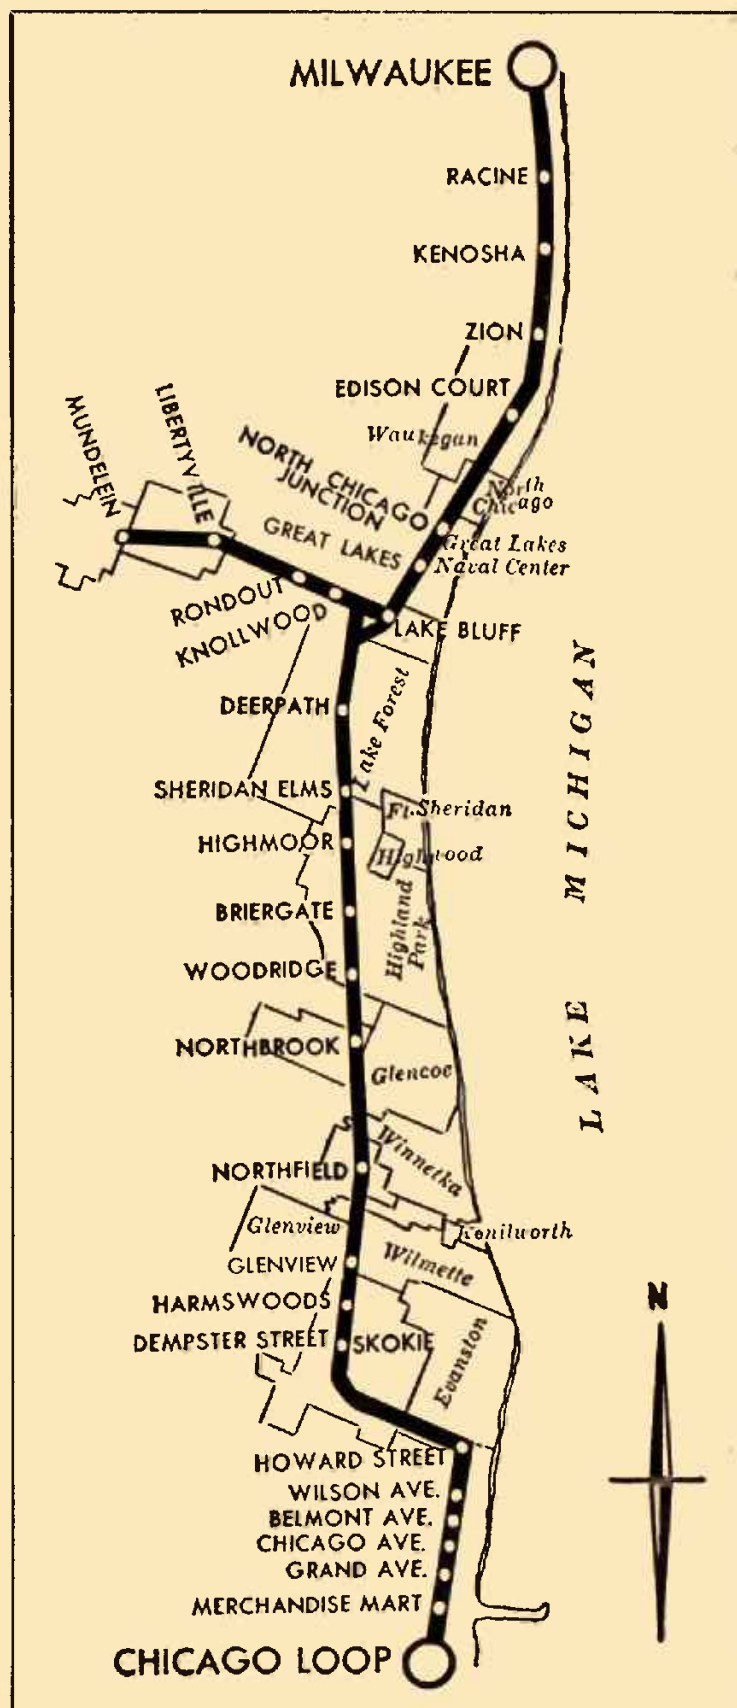 MILWAUKEE
RACINE
KENOSHA
ZION
EDISON COURT
Waukegan
MUNDELEIN
LIBERTYVILLE
NORTH CHICAGO
JUNCTION
North
Chicago
GREAT LAKES
Great Lakes
Naval Center
RONDOUT
KNOLLWOOD
LAKE BLUFF
DEERPATH
Lake Forest
LAKE MICHIGAN
SHERIDAN ELMS
Ft. Sheridan
HIGHMOOR
Highwood
BRIERGATE
Highland
Park
WOODRIDGE
NORTHBROOK
Glencoe
Winnetka
NORTHFIELD
Glenview
Kenilworth
GLENVIEW
Wilmette
HARMSWOODS
DEMPSTER STREET
SKOKIE
Evanston
N
HOWARD STREET
WILSON AVE.
BELMONT AVE.
CHICAGO AVE.
GRAND AVE.
MERCHANDISE MART
CHICAGO LOOP